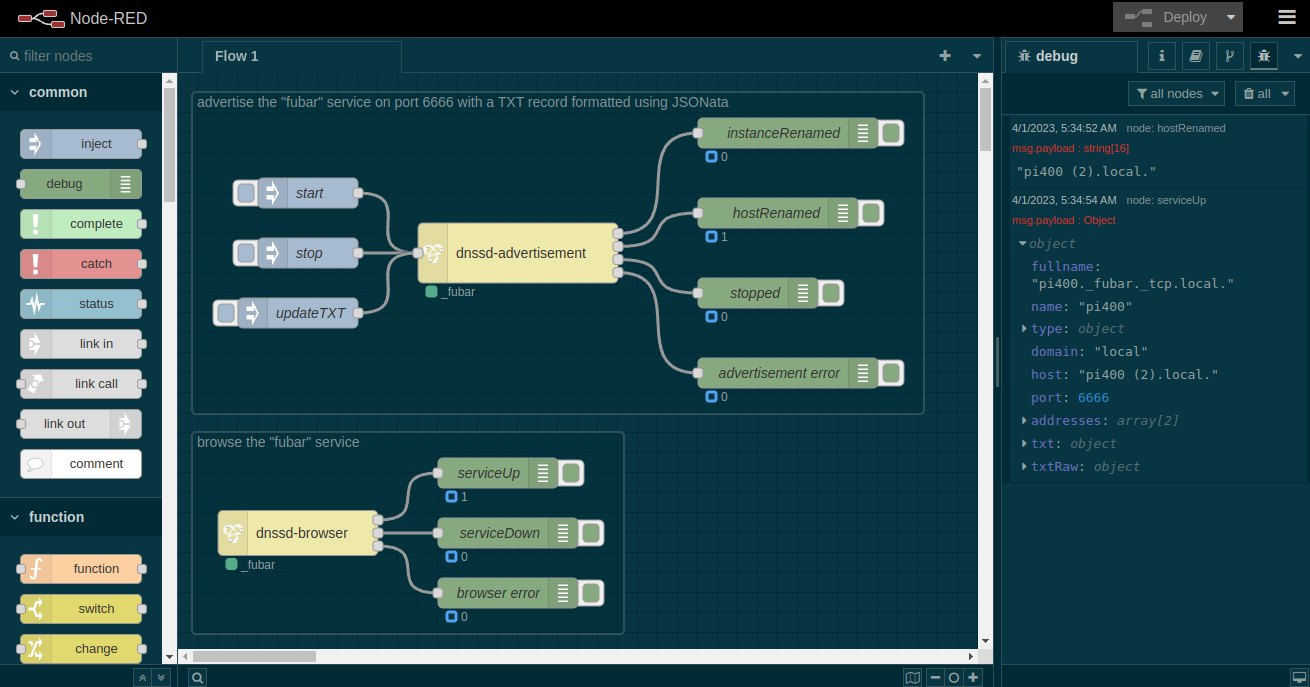 Node-RED
Deploy
filter nodes
Flow 1
debug
i
common
inject
debug
complete
catch
status
link in
link call
link out
comment
function
function
switch
change
advertise the "fubar" service on port 6666 with a TXT record formatted using JSONata
start
stop
updateTXT
dnssd-advertisement
_fubar
instanceRenamed
0
hostRenamed
1
stopped
0
advertisement error
0
browse the "fubar" service
dnssd-browser
_fubar
serviceUp
1
serviceDown
0
browser error
0
all nodes
all
4/1/2023, 5:34:52 AM node: hostRenamed
msg.payload : string[16]
"pi400 (2).local."
4/1/2023, 5:34:54 AM node: serviceUp
msg.payload : Object
object
fullname:
"pi400._fubar._tcp.local."
name: "pi400"
type: object
domain: "local"
host: "pi400 (2).local."
port: 6666
addresses: array[2]
txt: object
txtRaw: object